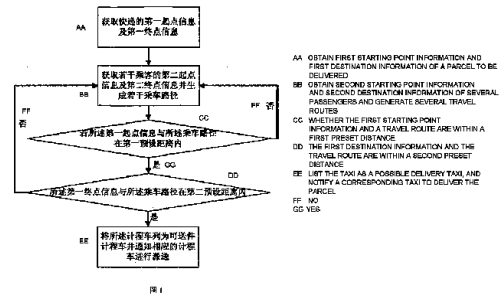 AA
获取快递的第一起点信息
及第一终点信息
BB
获取若干乘客的第二起点
信息及第二终点信息并生
成若干乘车路径
FF
否
FF
否
CC
若所述第一起点信息与所述乘车路径
在第一预设距离内
是 GG
DD
所述第一终点信息与所述乘车路径在第二预设距离内
是
EE
将所述计程车列为可送件
计程车并通知相应的计程
车进行
图1
AA OBTAIN FIRST STARTING POINT INFORMATION AND
FIRST DESTINATION INFORMATION OF A PARCEL TO BE
DELIVERED
BB OBTAIN SECOND STARTING POINT INFORMATION
AND SECOND DESTINATION INFORMATION OF SEVERAL
PASSENGERS AND GENERATE SEVERAL TRAVEL
ROUTES
CC WHETHER THE FIRST STARTING POINT
INFORMATION AND A TRAVEL ROUTE ARE WITHIN A
FIRST PRESET DISTANCE
DD THE FIRST DESTINATION INFORMATION AND THE
TRAVEL ROUTE ARE WITHIN A SECOND PRESET
DISTANCE
EE LIST THE TAXI AS A POSSIBLE DELIVERY TAXI, AND
NOTIFY A CORRESPONDING TAXI TO DELIVER THE
PARCEL
FF NO
GG YES